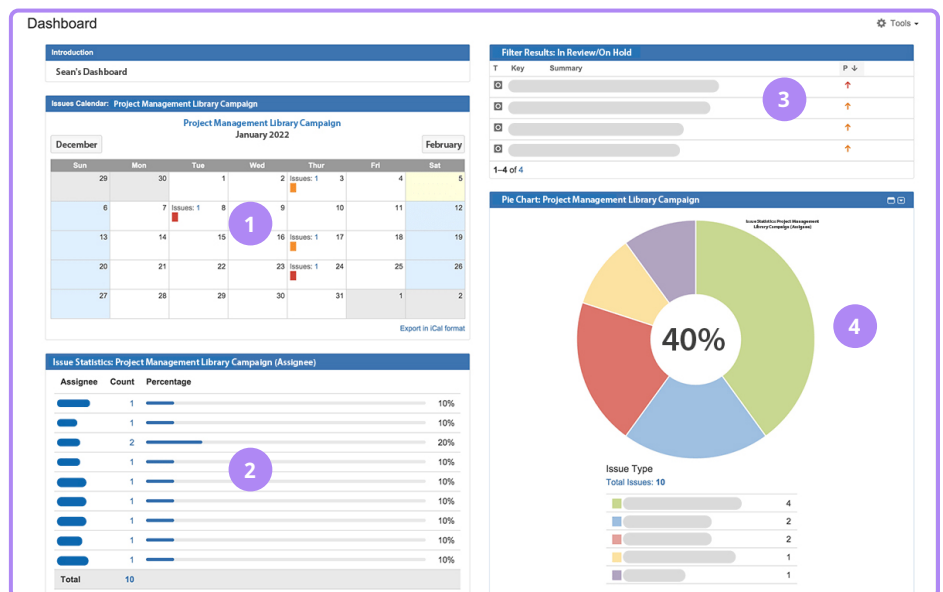 Dashboard
Tools
Introduction
Sean's Dashboard
Issues Calendar: Project Management Library Campaign
Project Management Library Campaign
January 2022
December
February
Sun Mon Tue Wed Thur Fri Sat
29 30 1 2 Issues: 1 3 4 5
6 7 Issues: 1 8 9 10 11 12
13 14 15 16 Issues: 1 17 18 19
20 21 22 23 Issues: 1 24 25 26
27 28 29 30 31 1 2
1
Export in iCal format
Issue Statistics: Project Management Library Campaign (Assignee)
Assignee Count Percentage
1 10%
1 10%
2 20%
1 10%
1 10%
1 10%
1 10%
1 10%
1 10%
2
Total 10
Filter Results: In Review/On Hold
T Key Summary P
3
1–4 of 4
Pie Chart: Project Management Library Campaign
Issue Statistics: Project Management
Library Campaign (Assignee)
40%
4
Issue Type
Total Issues: 10
4
2
2
1
1